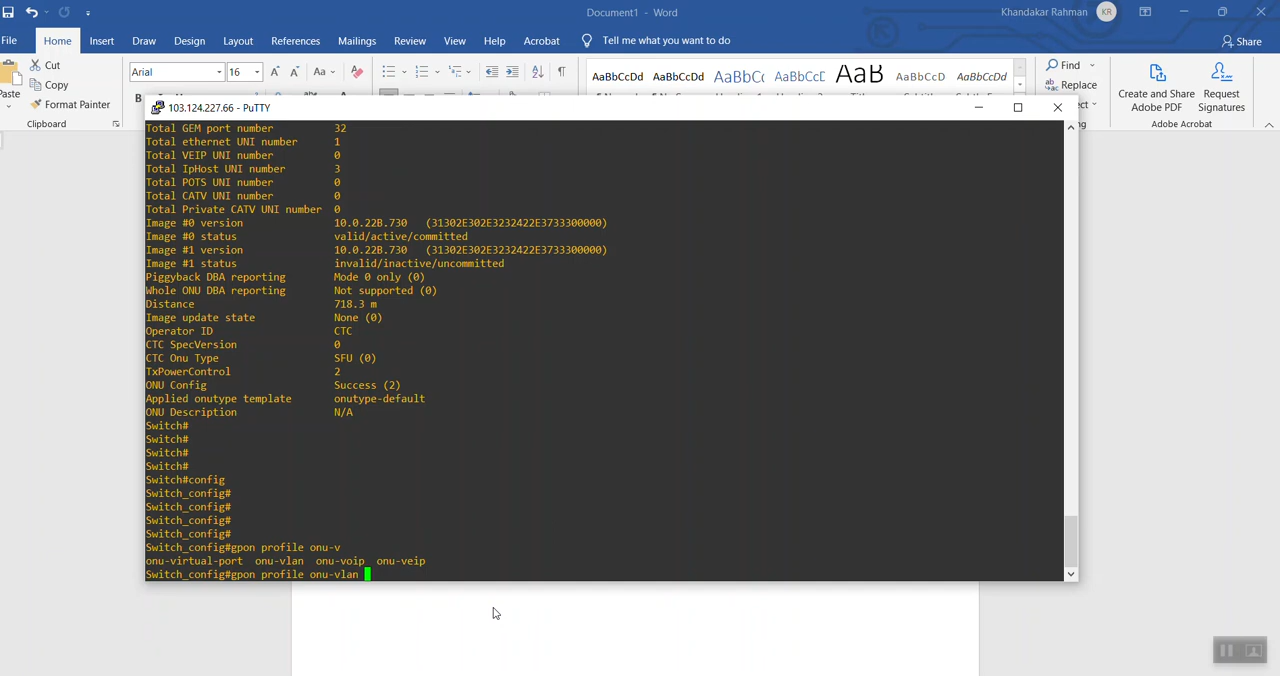 Document1 - Word
Khandakar Rahman
KR
File Home Insert Draw Design Layout References Mailings Review View Help Acrobat Tell me what you want to do
Share
Cut
Copy
Format Painter
Clipboard
Arial
16
Aa
B
¶
AaBbCcDd AaBbCcDd AaBbC AaBbCcD AaB AaBbCcD AaBbCcDd
Find
Replace
Create and Share
Adobe PDF
Request
Signatures
Adobe Acrobat
103.124.227.66 - PuTTY
Total GEM port number 32
Total ethernet UNI number 1
Total VEIP UNI number 0
Total IpHost UNI number 3
Total POTS UNI number 0
Total CATV UNI number 0
Total Private CATV UNI number 0
Image #0 version 10.0.22B.730 (31302E302E3232422E3733300000)
Image #0 status valid/active/committed
Image #1 version 10.0.22B.730 (31302E302E3232422E3733300000)
Image #1 status invalid/inactive/uncommitted
Piggyback DBA reporting Mode 0 only (0)
Whole ONU DBA reporting Not supported (0)
Distance 718.3 m
Image update state None (0)
Operator ID CTC
CTC SpecVersion 0
CTC Onu Type SFU (0)
TxPowerControl 2
ONU Config Success (2)
Applied onutype template onutype-default
ONU Description N/A
Switch#
Switch#
Switch#
Switch#
Switch#config
Switch_config#
Switch_config#
Switch_config#
Switch_config#
Switch_config#gpon profile onu-v
onu-virtual-port onu-vlan onu-voip onu-veip
Switch_config#gpon profile onu-vlan